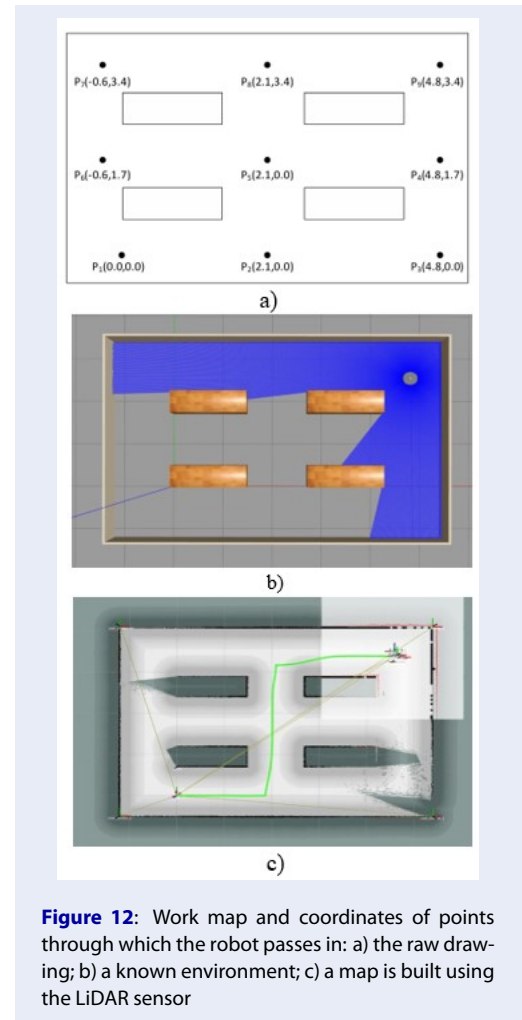 P₇(-0.6,3.4) P₈(2.1,3.4) P₉(4.8,3.4)
P₆(-0.6,1.7) P₅(2.1,0.0) P₄(4.8,1.7)
P₁(0.0,0.0) P₂(2.1,0.0) P₃(4.8,0.0)
a)
b)
c)
Figure 12: Work map and coordinates of points
through which the robot passes in: a) the raw draw-
ing; b) a known environment; c) a map is built using
the LiDAR sensor